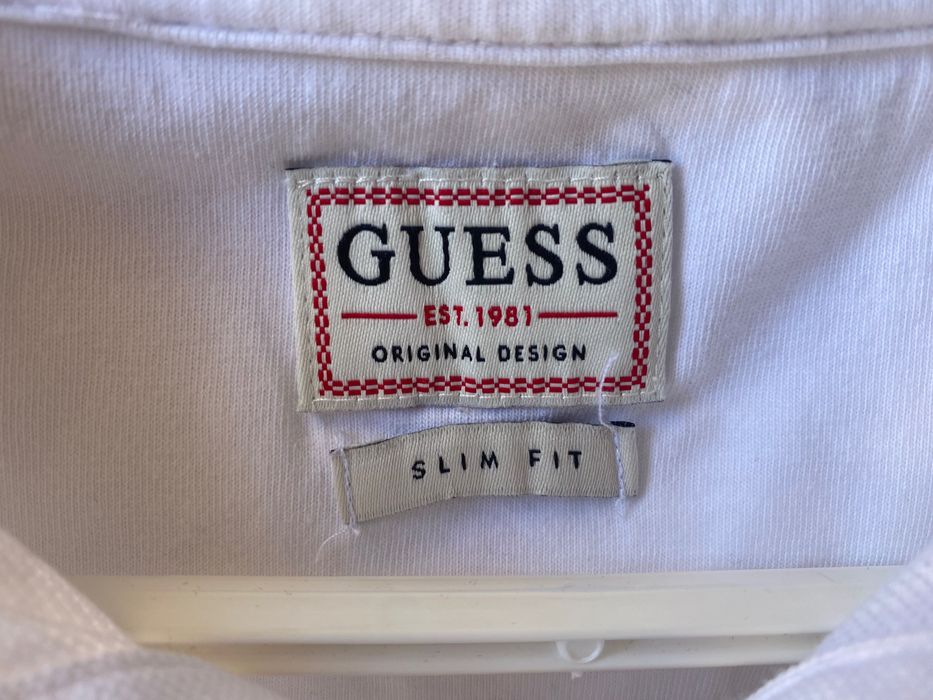 GUESS
EST. 1981
ORIGINAL DESIGN
SLIM FIT